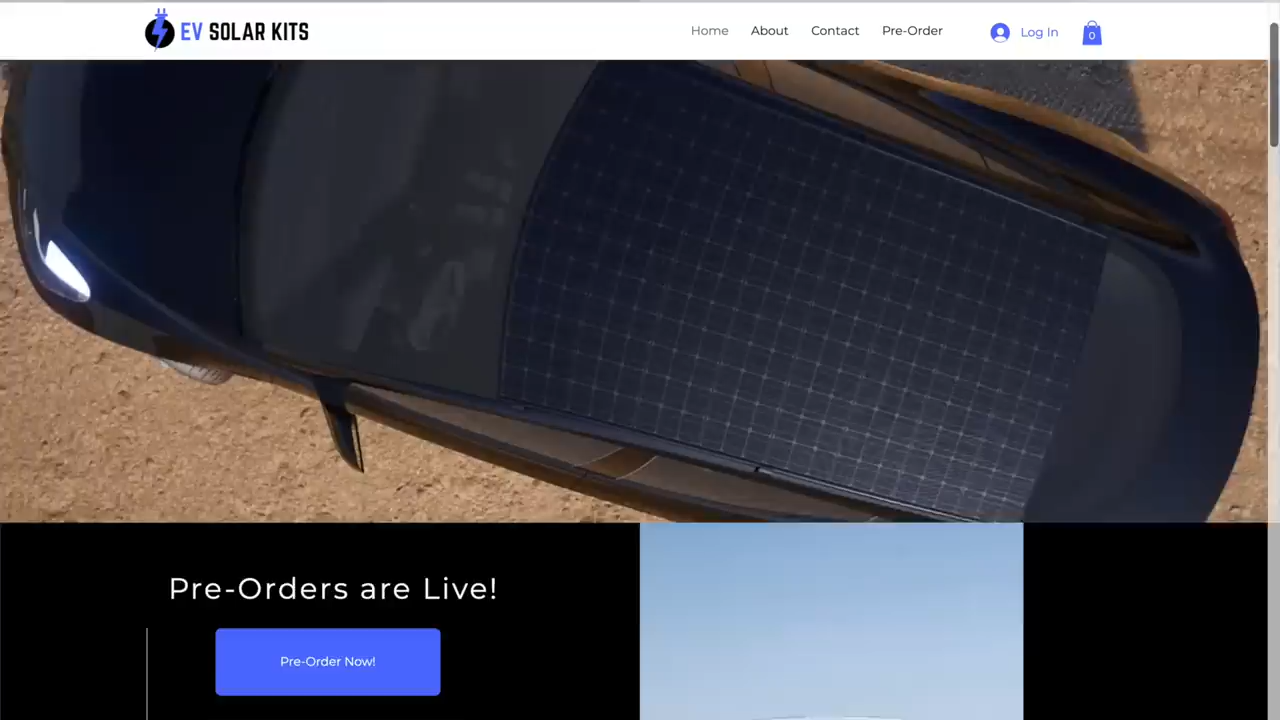 EV SOLAR KITS
Home
About
Contact
Pre-Order
Log In
0
Pre-Orders are Live!
Pre-Order Now!